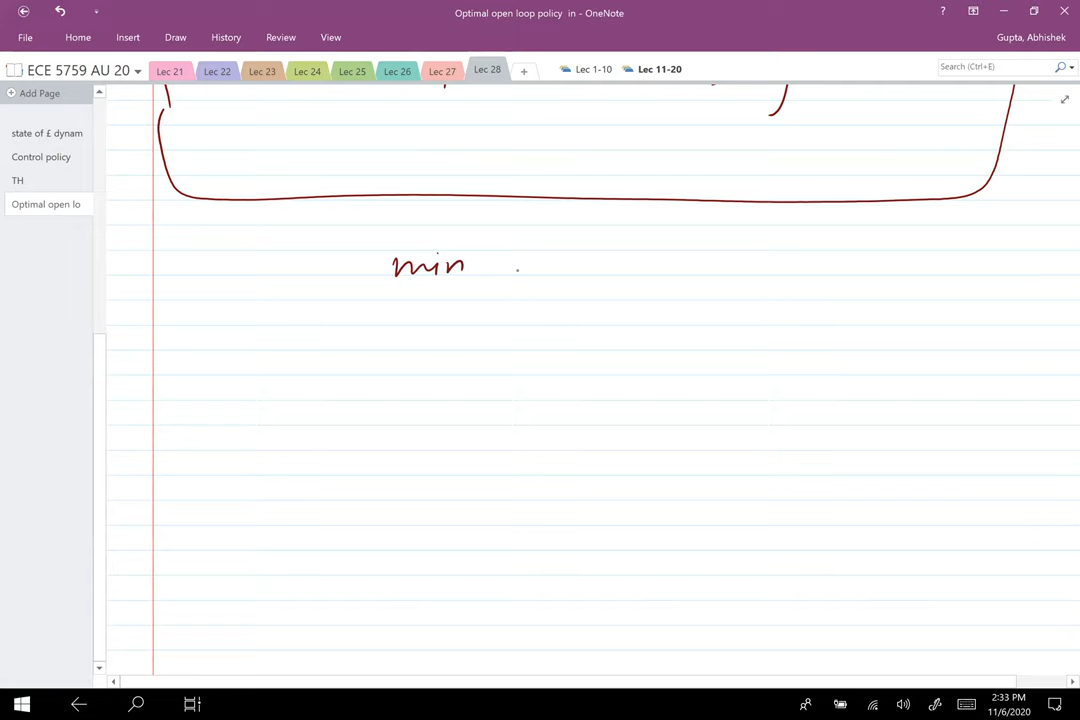 Optimal open loop policy in - OneNote
?
File Home Insert Draw History Review View
Gupta, Abhishek
ECE 5759 AU 20
Lec 21 Lec 22 Lec 23 Lec 24 Lec 25 Lec 26 Lec 27 Lec 28 + Lec 1-10 Lec 11-20
Search (Ctrl+E)
Add Page
state of £ dynam
Control policy
TH
Optimal open lo
min
2:33 PM
11/6/2020